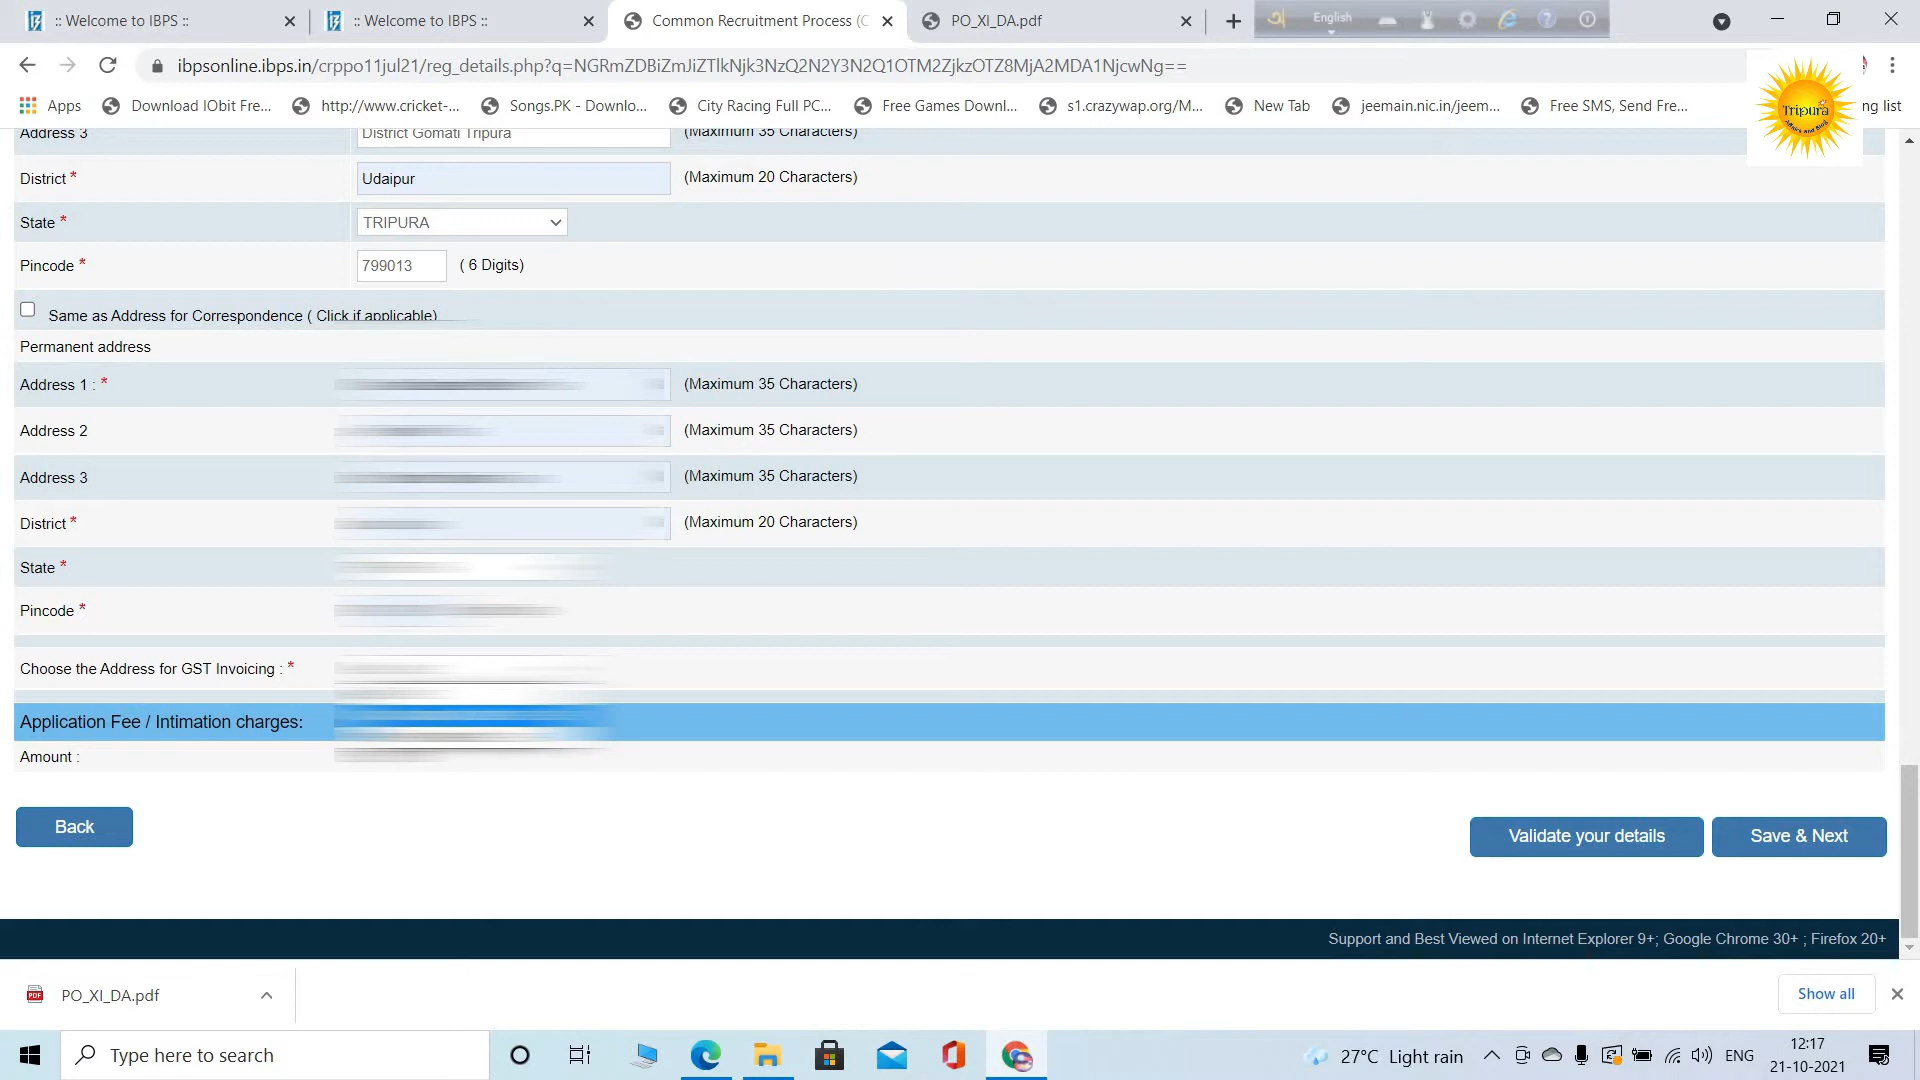 :: Welcome to IBPS ::
:: Welcome to IBPS ::
Common Recruitment Process (C
PO_XI_DA.pdf
English
ibpsonline.ibps.in/crppo11jul21/reg_details.php?q=NGRmZDBiZmJiZTlkNjk3NzQ2N2Y3N2Q1OTM2ZjkzOTZ8MjA2MDA1NjcwNg==
Apps
Download IObit Fre...
http://www.cricket-...
Songs.PK - Downlo...
City Racing Full PC...
Free Games Downl...
s1.crazywap.org/M...
New Tab
jeemain.nic.in/jeem...
Free SMS, Send Fre...
ng list
Tripura
Address 3 District Gomati Tripura (Maximum 35 Characters)
District * Udaipur (Maximum 20 Characters)
State * TRIPURA
Pincode * 799013 ( 6 Digits)
Same as Address for Correspondence ( Click if applicable)
Permanent address
Address 1 : * (Maximum 35 Characters)
Address 2 (Maximum 35 Characters)
Address 3 (Maximum 35 Characters)
District * (Maximum 20 Characters)
State *
Pincode *
Choose the Address for GST Invoicing : *
Application Fee / Intimation charges:
Amount :
Back
Validate your details
Save & Next
Support and Best Viewed on Internet Explorer 9+; Google Chrome 30+ ; Firefox 20+
PO_XI_DA.pdf
Show all
Type here to search
27°C Light rain
ENG
12:17
21-10-2021